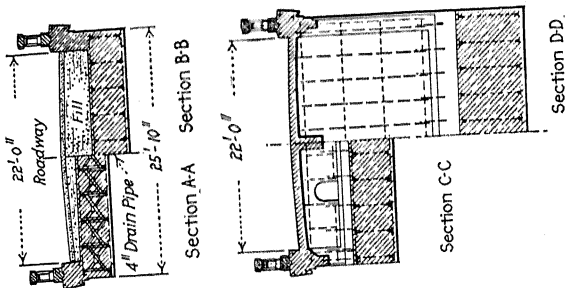 22'-0"
Roadway
Fill
4" Drain Pipe
25'-10"
Section A-A
Section B-B
22'-0"
Section C-C
Section D-D